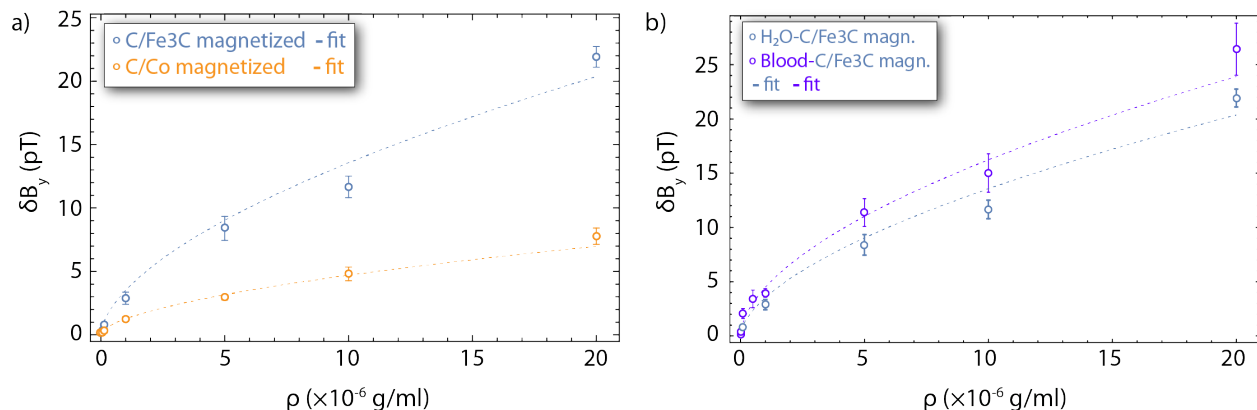 a)
25
20
15
10
5
0
δB_y (pT)
C/Fe3C magnetized - fit
C/Co magnetized - fit
0 5 10 15 20
ρ (×10⁻⁶ g/ml)
b)
25
20
15
10
5
0
δB_y (pT)
H₂O-C/Fe3C magn.
Blood-C/Fe3C magn.
- fit - fit
0 5 10 15 20
ρ (×10⁻⁶ g/ml)